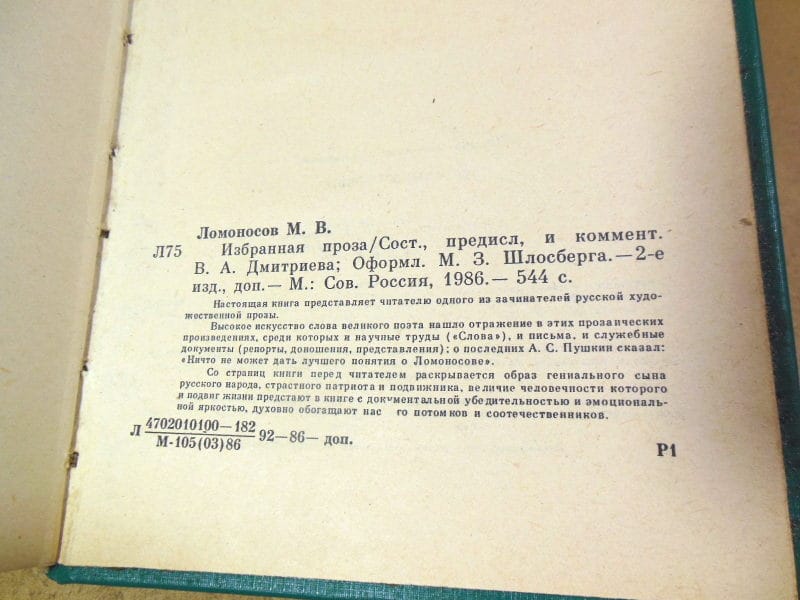 Ломоносов М. В.
Л75 Избранная проза/Сост., предисл, и коммент.
В. А. Дмитриева; Оформл. М. З. Шлосберга.—2-е
изд., доп.— М.: Сов. Россия, 1986.— 544 с.
Настоящая книга представляет читателю одного из зачинателей русской худо-
жественной прозы.
Высокое искусство слова великого поэта нашло отражение в этих прозаических
произведениях, среди которых и научные труды («Слова»), и письма, и служебные
документы (репорты, доношения, представления); о последних А. С. Пушкин сказал:
«Ничто не может дать лучшего понятия о Ломоносове».
Со страниц книги перед читателем раскрывается образ гениального сына
русского народа, страстного патриота и подвижника, величие человечности которого
и подвиг жизни предстают в книге с документальной убедительностью и эмоциональ-
ной яркостью, духовно обогащают нас го потомков и соотечественников.
Л 4702010100—182
М-105(03)86 92—86— доп.
Р1